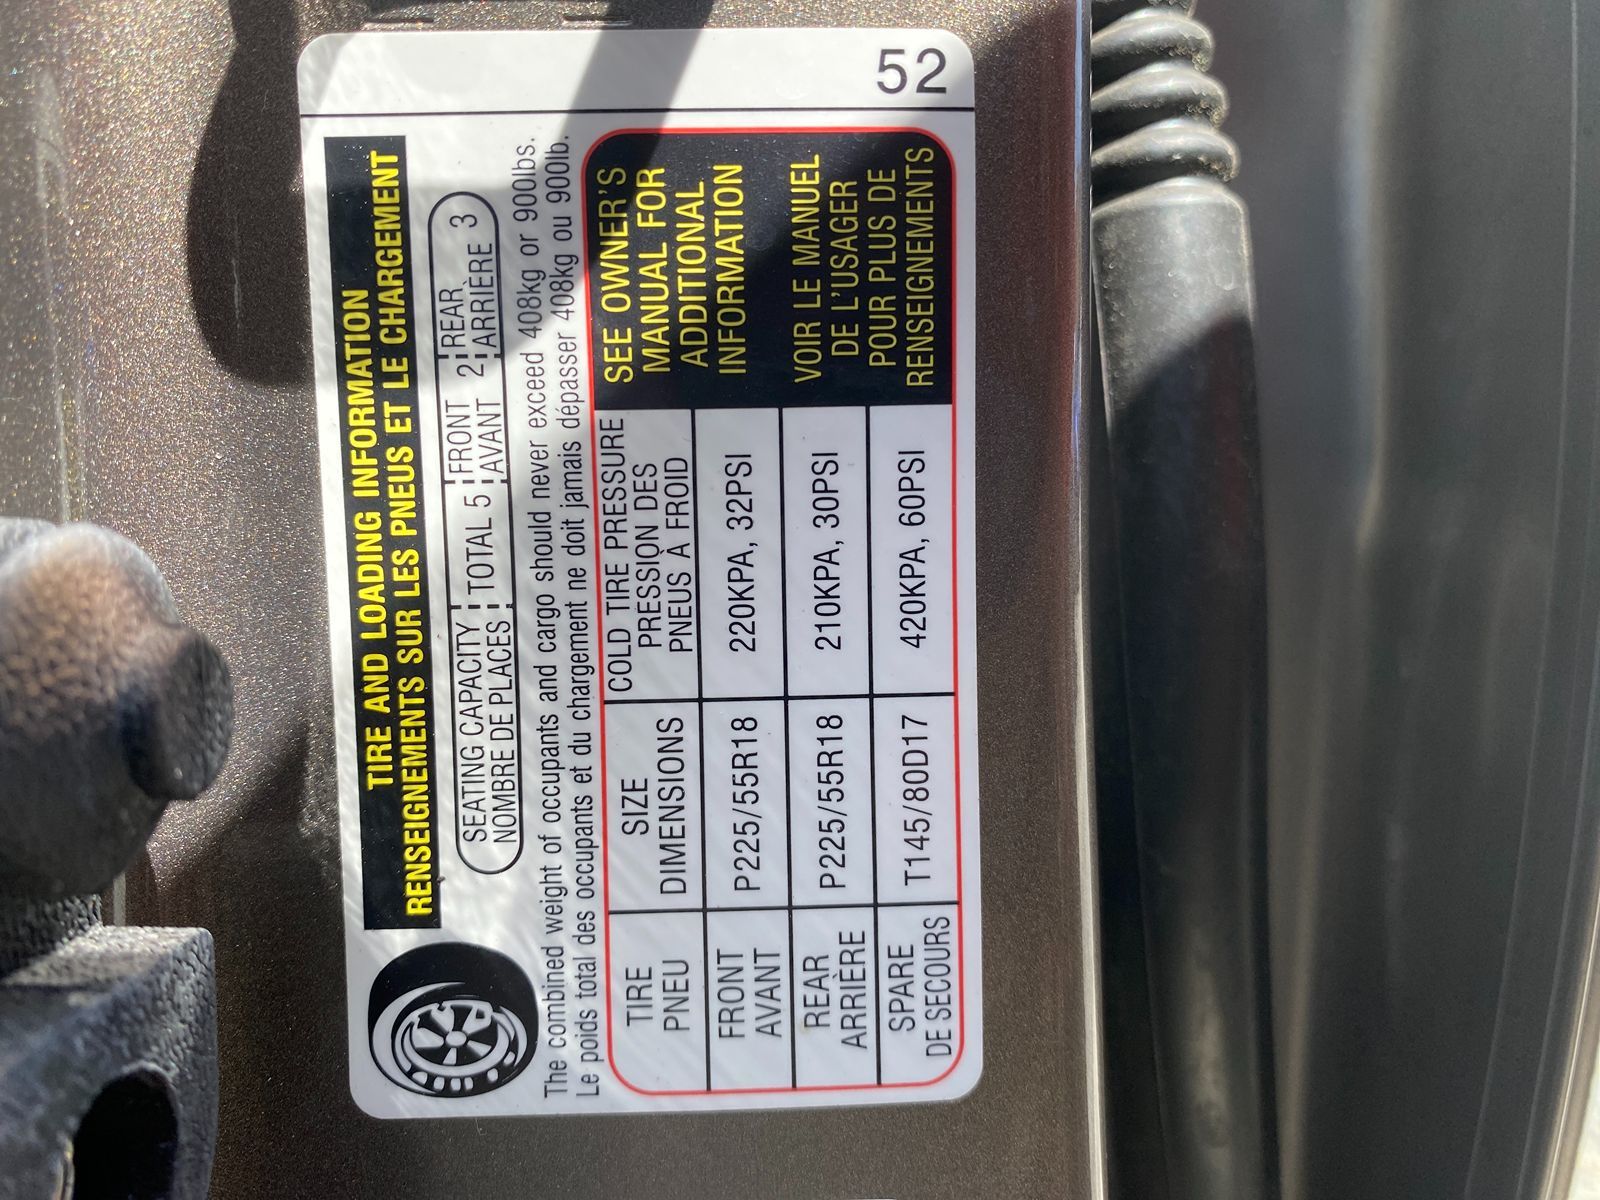 52
TIRE AND LOADING INFORMATION
RENSEIGNEMENTS SUR LES PNEUS ET LE CHARGEMENT
SEATING CAPACITY TOTAL 5 FRONT 2 REAR 3
NOMBRE DE PLACES AVANT ARRIÈRE
The combined weight of occupants and cargo should never exceed 408kg or 900lbs.
Le poids total des occupants et du chargement ne doit jamais dépasser 408kg ou 900lb.
TIRE SIZE COLD TIRE PRESSURE
PNEU DIMENSIONS PRESSION DES
PNEUS À FROID
FRONT P225/55R18 220KPA, 32PSI
AVANT
REAR P225/55R18 210KPA, 30PSI
ARRIÈRE
SPARE T145/80D17 420KPA, 60PSI
DE SECOURS
SEE OWNER'S
MANUAL FOR
ADDITIONAL
INFORMATION
VOIR LE MANUEL
DE L'USAGER
POUR PLUS DE
RENSEIGNEMENTS